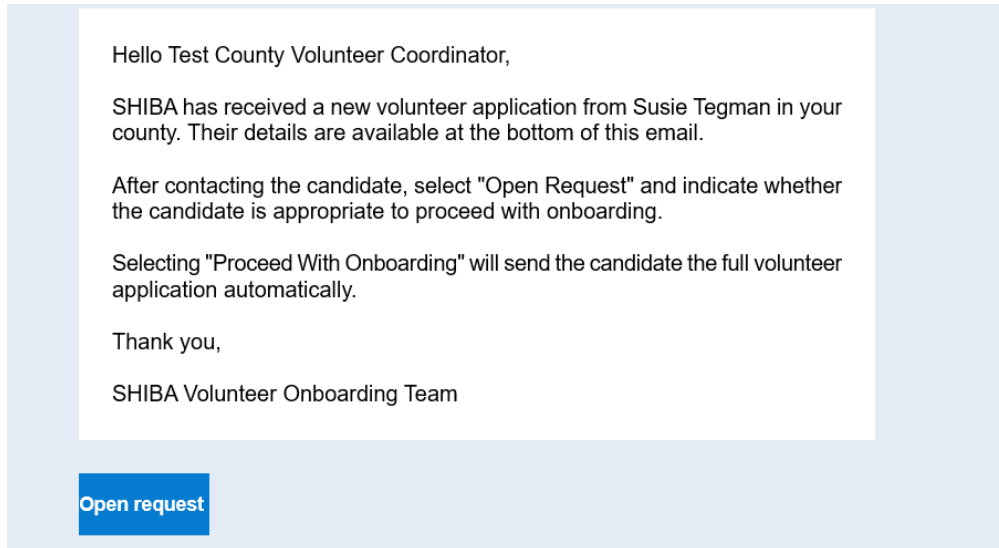 Hello Test County Volunteer Coordinator,
SHIBA has received a new volunteer application from Susie Tegman in your
county. Their details are available at the bottom of this email.
After contacting the candidate, select "Open Request" and indicate whether
the candidate is appropriate to proceed with onboarding.
Selecting "Proceed With Onboarding" will send the candidate the full volunteer
application automatically.
Thank you,
SHIBA Volunteer Onboarding Team
Open request